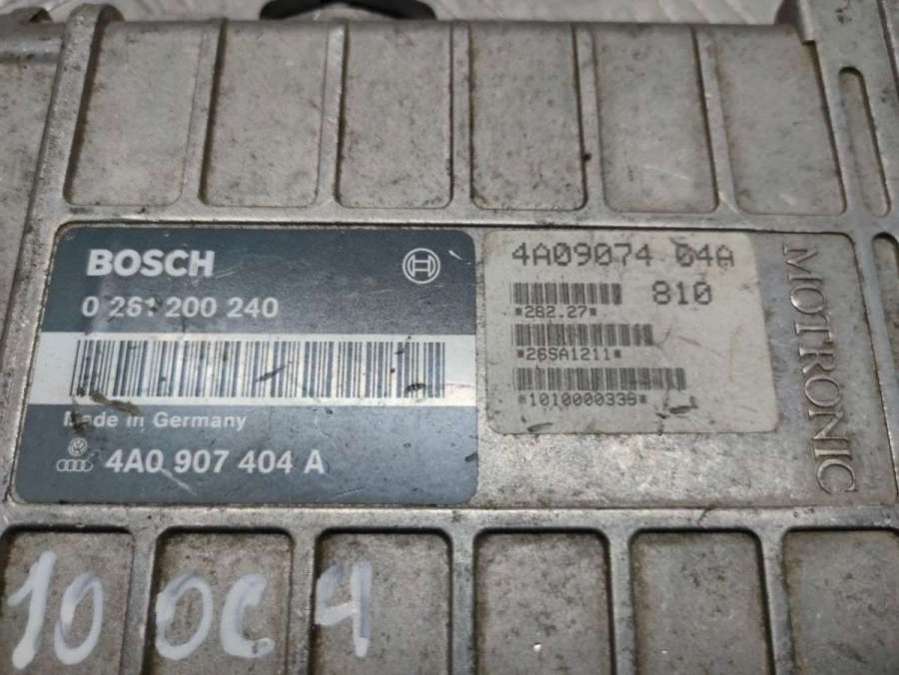 BOSCH
0 261 200 240
Made in Germany
4A0 907 404 A
4A09074 04A
810
*282.27*
*26SA1211*
*1010000336*
MOTRONIC
10 0C 4